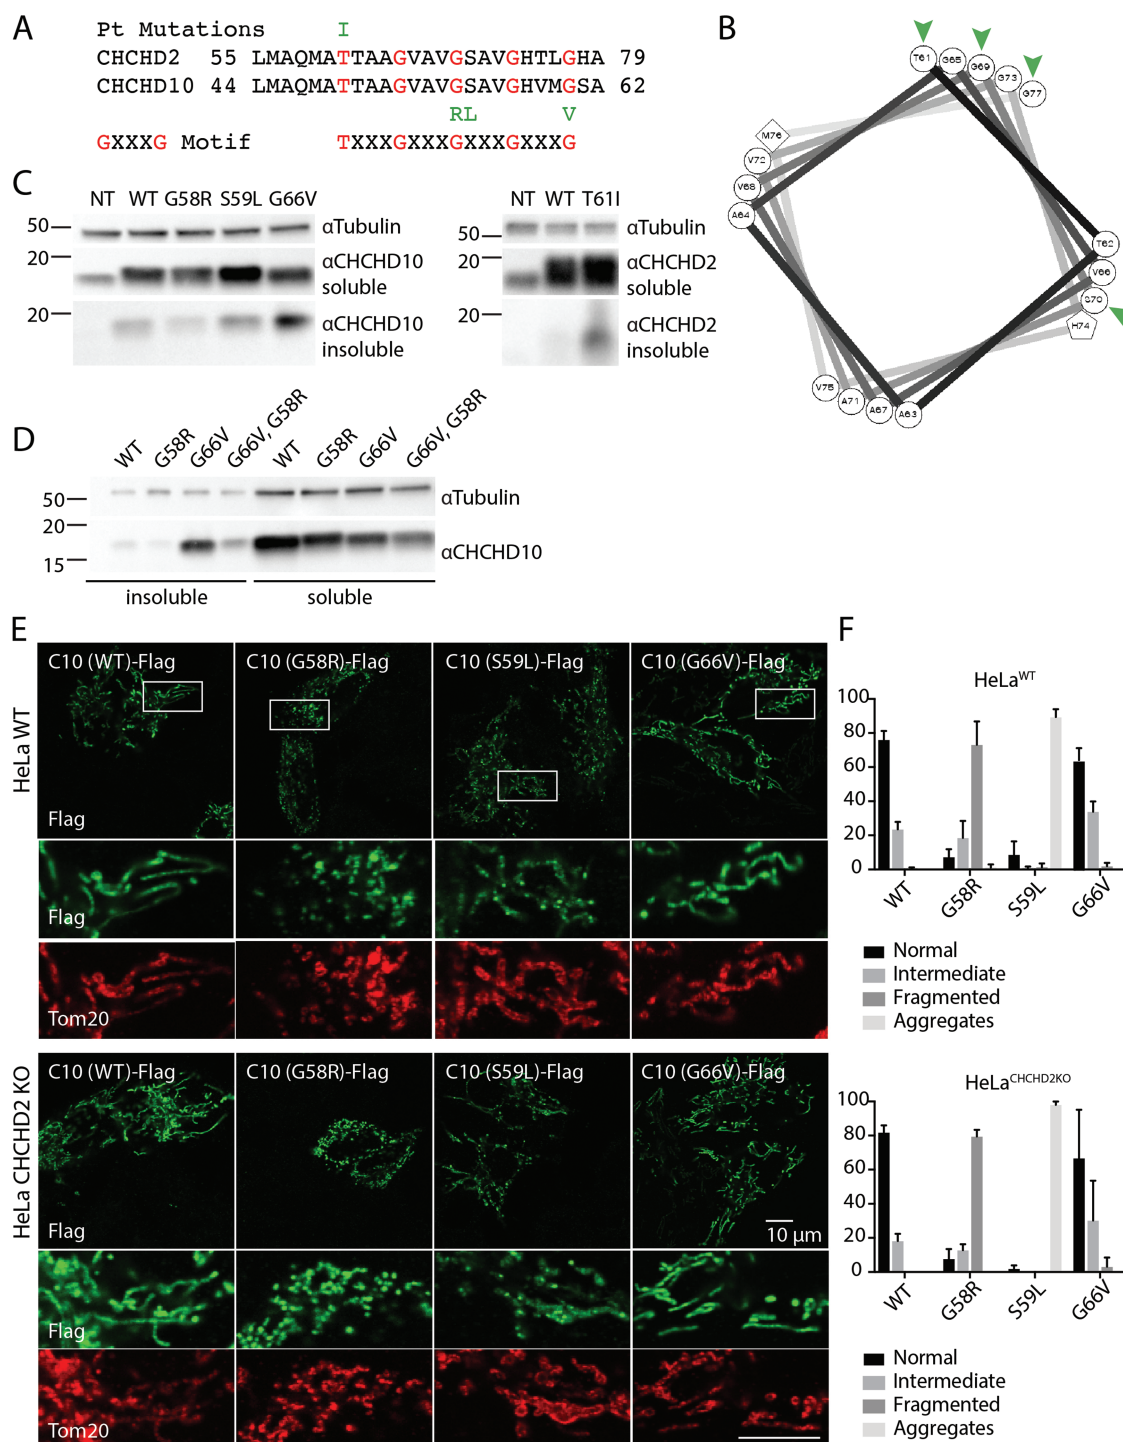 A
Pt Mutations I
CHCHD2 55 LMAQMATTAAGVAVGSAVGHTLGHA 79
CHCHD10 44 LMAQMATTAAGVAVGSAVGHVMGSA 62
RL V
GXXXG Motif TXXXGXXXGXXXGXXXG
B
T61 G65 G69 G73 G77
M76
V72
V68
A64
T62
V66
S70
H74
V75
A71
A67
A63
C
NT WT G58R S59L G66V
50
αTubulin
20
αCHCHD10
soluble
20
αCHCHD10
insoluble
NT WT T61I
50
αTubulin
20
αCHCHD2
soluble
20
αCHCHD2
insoluble
D
WT G58R G66V G66V, G58R WT G58R G66V G66V, G58R
50
αTubulin
20
15
αCHCHD10
insoluble soluble
E
HeLa WT
C10 (WT)-Flag C10 (G58R)-Flag C10 (S59L)-Flag C10 (G66V)-Flag
Flag
Flag
Tom20
HeLa CHCHD2 KO
C10 (WT)-Flag C10 (G58R)-Flag C10 (S59L)-Flag C10 (G66V)-Flag
Flag
10 μm
Flag
Tom20
F
HeLaWT
100
80
60
40
20
0
WT G58R S59L G66V
Normal
Intermediate
Fragmented
Aggregates
HeLaCHCHD2KO
100
80
60
40
20
0
WT G58R S59L G66V
Normal
Intermediate
Fragmented
Aggregates